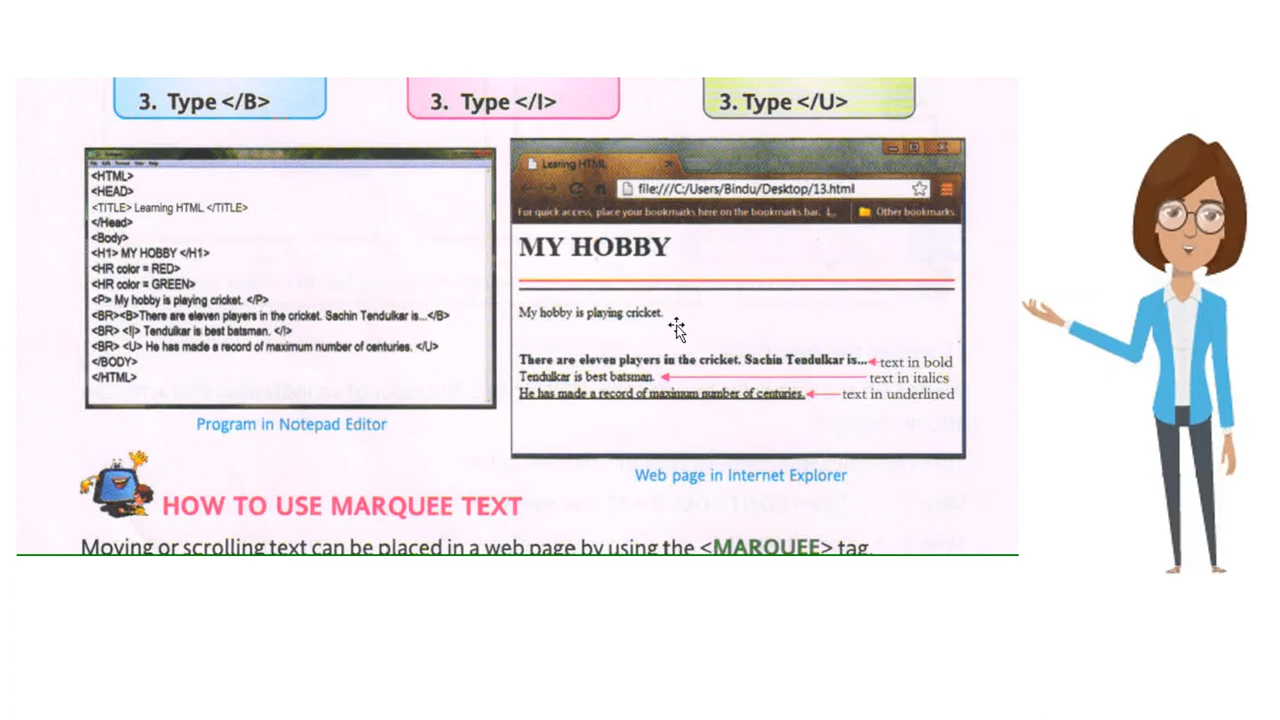 3. Type </B>
3. Type </I>
3. Type </U>
<HTML>
<HEAD>
<TITLE> Learning HTML </TITLE>
</Head>
<Body>
<H1> MY HOBBY </H1>
<HR color = RED>
<HR color = GREEN>
<P> My hobby is playing cricket. </P>
<BR><B>There are eleven players in the cricket. Sachin Tendulkar is...</B>
<BR> <I> Tendulkar is best batsman. </I>
<BR> <U> He has made a record of maximum number of centuries. </U>
</BODY>
</HTML>
Program in Notepad Editor
Learing HTML
file:///C:/Users/Bindu/Desktop/13.html
For quick access, place your bookmarks here on the bookmarks bar.
Other bookmarks
MY HOBBY
My hobby is playing cricket.
There are eleven players in the cricket. Sachin Tendulkar is... text in bold
Tendulkar is best batsman. text in italics
He has made a record of maximum number of centuries. text in underlined
Web page in Internet Explorer
HOW TO USE MARQUEE TEXT
Moving or scrolling text can be placed in a web page by using the <MARQUEE> tag.